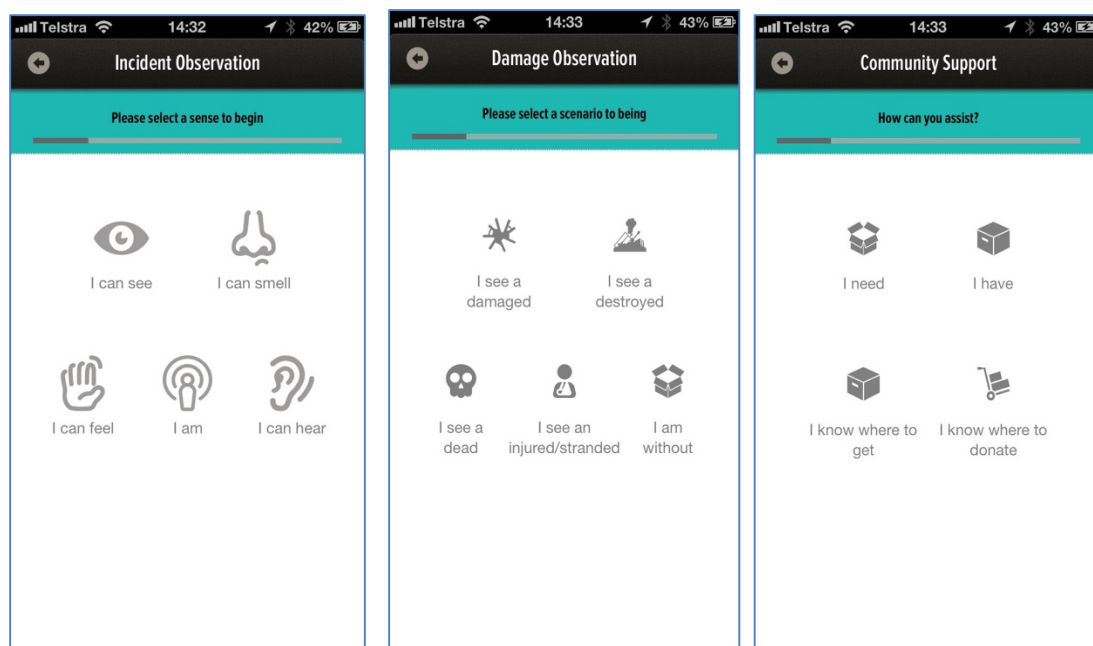 Telstra 14:32 42%
Incident Observation
Please select a sense to begin
I can see I can smell
I can feel I am I can hear
Telstra 14:33 43%
Damage Observation
Please select a scenario to being
I see a
damaged
I see a
destroyed
I see a
dead
I see an
injured/stranded
I am
without
Telstra 14:33 43%
Community Support
How can you assist?
I need I have
I know where to
get
I know where to
donate